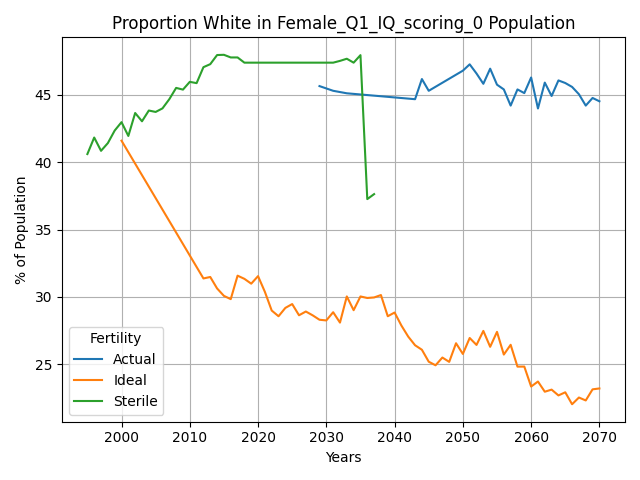 Proportion White in Female_Q1_IQ_scoring_0 Population
% of Population
45
40
35
30
25
Fertility
Actual
Ideal
Sterile
2000 2010 2020 2030 2040 2050 2060 2070
Years